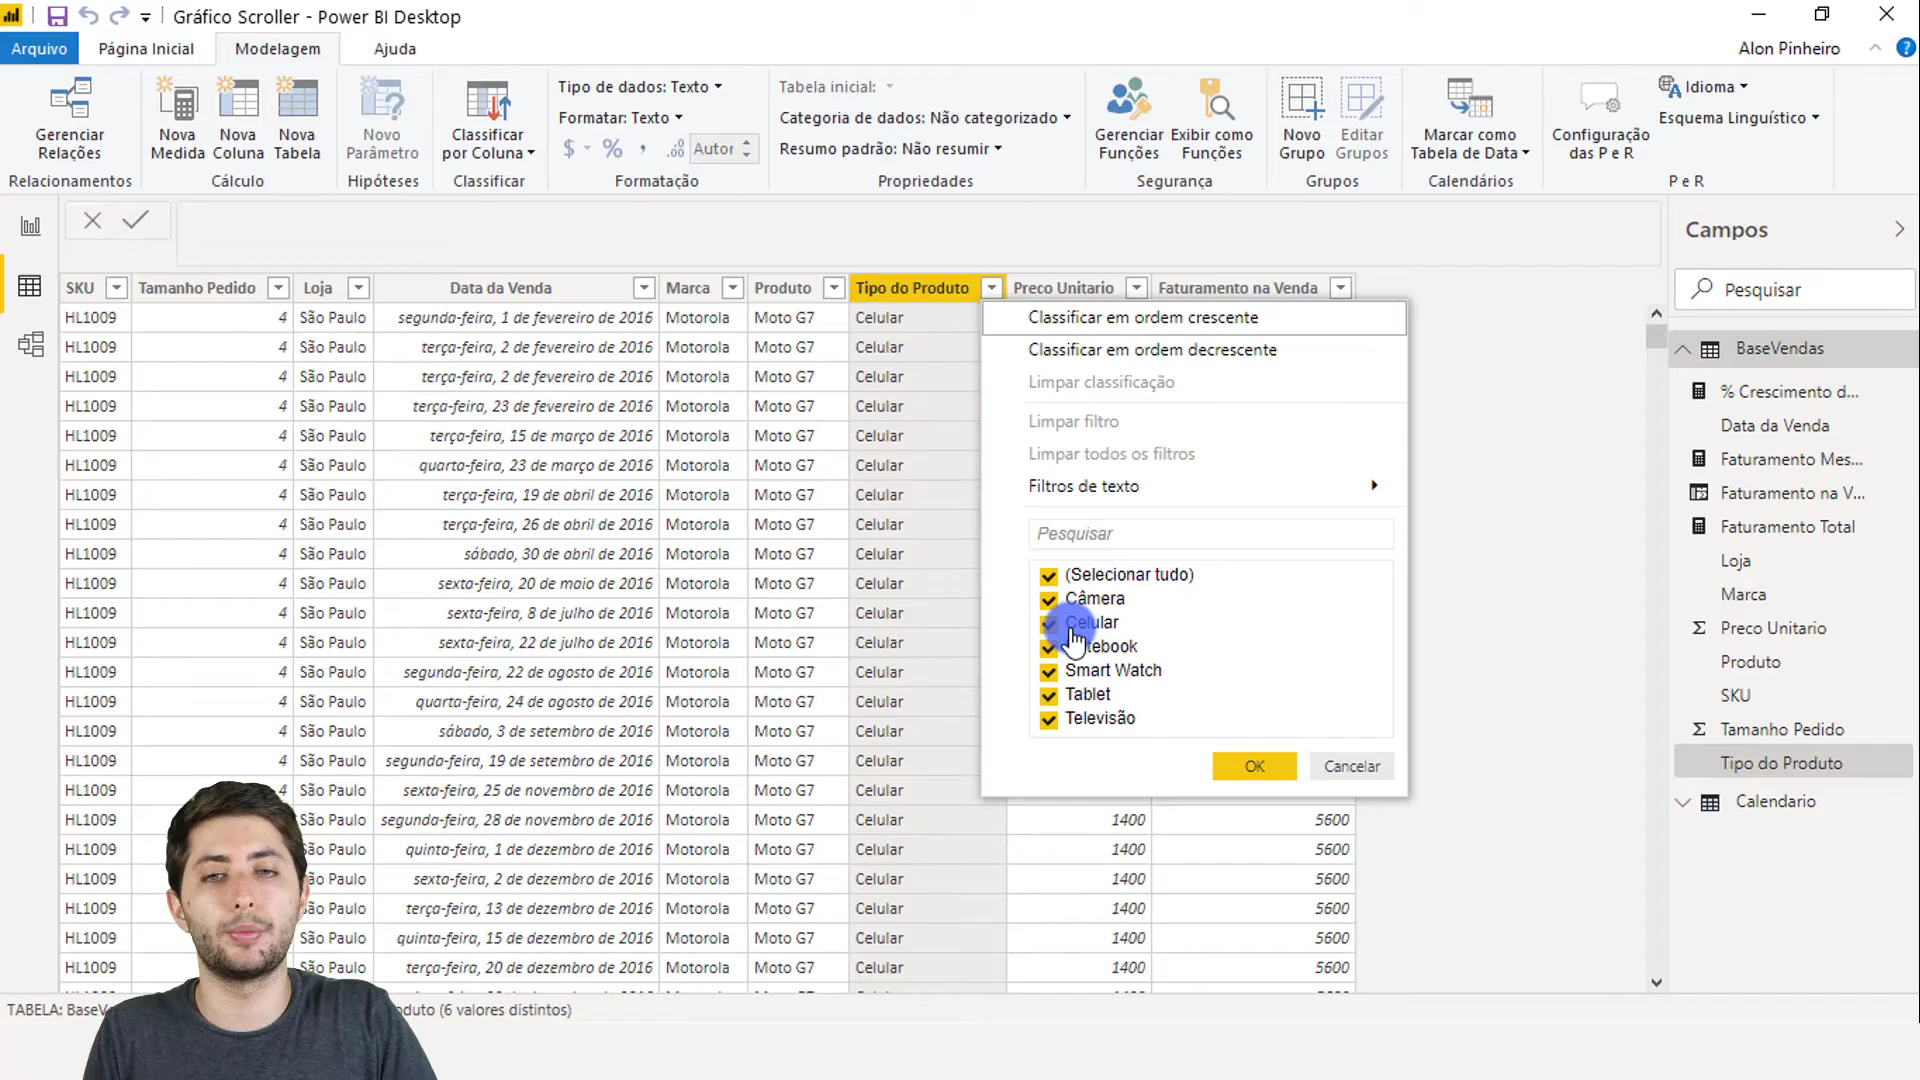 Gráfico Scroller - Power BI Desktop
Arquivo Página Inicial Modelagem Ajuda Alon Pinheiro
Gerenciar Relações
Nova Medida
Nova Coluna
Nova Tabela
Novo Parâmetro
Classificar por Coluna
Tipo de dados: Texto
Formatar: Texto
$ % , .00 Autor
Tabela inicial:
Categoria de dados: Não categorizado
Resumo padrão: Não resumir
Gerenciar Funções
Exibir como Funções
Novo Grupo
Editar Grupos
Marcar como Tabela de Data
Configuração das P e R
Idioma
Esquema Linguístico
Relacionamentos Cálculo Hipóteses Classificar Formatação Propriedades Segurança Grupos Calendários P e R
SKU Tamanho Pedido Loja Data da Venda Marca Produto Tipo do Produto Preco Unitario Faturamento na Venda
HL1009 4 São Paulo segunda-feira, 1 de fevereiro de 2016 Motorola Moto G7 Celular
HL1009 4 São Paulo terça-feira, 2 de fevereiro de 2016 Motorola Moto G7 Celular
HL1009 4 São Paulo terça-feira, 2 de fevereiro de 2016 Motorola Moto G7 Celular
HL1009 4 São Paulo terça-feira, 23 de fevereiro de 2016 Motorola Moto G7 Celular
HL1009 4 São Paulo terça-feira, 15 de março de 2016 Motorola Moto G7 Celular
HL1009 4 São Paulo quarta-feira, 23 de março de 2016 Motorola Moto G7 Celular
HL1009 4 São Paulo terça-feira, 19 de abril de 2016 Motorola Moto G7 Celular
HL1009 4 São Paulo terça-feira, 26 de abril de 2016 Motorola Moto G7 Celular
HL1009 4 São Paulo sábado, 30 de abril de 2016 Motorola Moto G7 Celular
HL1009 4 São Paulo sexta-feira, 20 de maio de 2016 Motorola Moto G7 Celular
HL1009 4 São Paulo sexta-feira, 8 de julho de 2016 Motorola Moto G7 Celular
HL1009 4 São Paulo sexta-feira, 22 de julho de 2016 Motorola Moto G7 Celular
HL1009 4 São Paulo segunda-feira, 22 de agosto de 2016 Motorola Moto G7 Celular
HL1009 4 São Paulo quarta-feira, 24 de agosto de 2016 Motorola Moto G7 Celular
HL1009 4 São Paulo sábado, 3 de setembro de 2016 Motorola Moto G7 Celular
HL1009 4 São Paulo segunda-feira, 19 de setembro de 2016 Motorola Moto G7 Celular
HL1009 4 São Paulo sexta-feira, 25 de novembro de 2016 Motorola Moto G7 Celular
HL1009 São Paulo segunda-feira, 28 de novembro de 2016 Motorola Moto G7 Celular 1400 5600
HL1009 São Paulo quinta-feira, 1 de dezembro de 2016 Motorola Moto G7 Celular 1400 5600
HL1009 São Paulo sexta-feira, 2 de dezembro de 2016 Motorola Moto G7 Celular 1400 5600
HL1009 São Paulo terça-feira, 13 de dezembro de 2016 Motorola Moto G7 Celular 1400 5600
HL1009 São Paulo quinta-feira, 15 de dezembro de 2016 Motorola Moto G7 Celular 1400 5600
HL1009 São Paulo terça-feira, 20 de dezembro de 2016 Motorola Moto G7 Celular 1400 5600
Classificar em ordem crescente
Classificar em ordem decrescente
Limpar classificação
Limpar filtro
Limpar todos os filtros
Filtros de texto
Pesquisar
(Selecionar tudo)
Câmera
Celular
tebook
Smart Watch
Tablet
Televisão
OK Cancelar
Campos
Pesquisar
BaseVendas
% Crescimento d...
Data da Venda
Faturamento Mes...
Faturamento na V...
Faturamento Total
Loja
Marca
Preco Unitario
Produto
SKU
Tamanho Pedido
Tipo do Produto
Calendario
TABELA: BaseV duto (6 valores distintos)